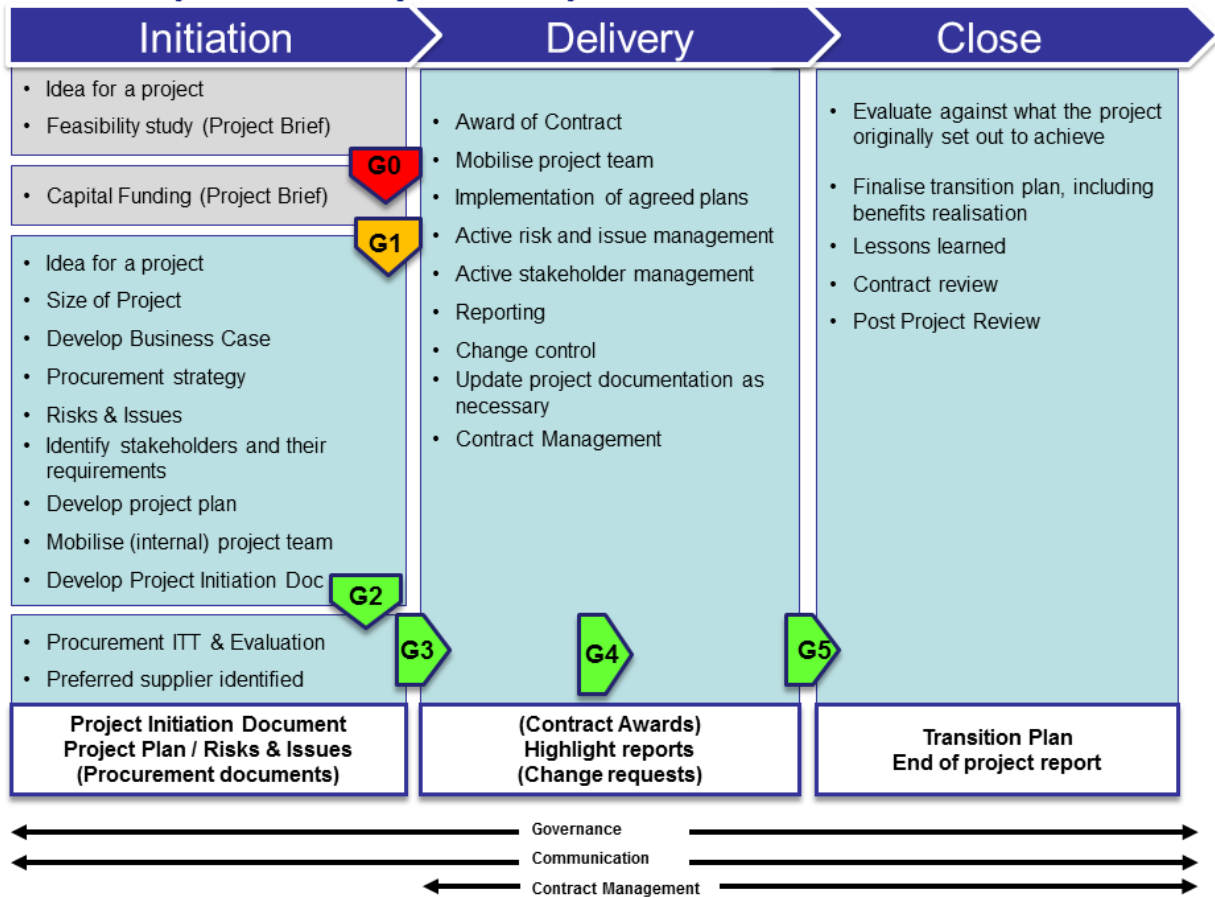 Initiation
Delivery
Close
• Idea for a project
• Feasibility study (Project Brief)
G0
• Capital Funding (Project Brief)
G1
• Idea for a project
• Size of Project
• Develop Business Case
• Procurement strategy
• Risks & Issues
• Identify stakeholders and their
requirements
• Develop project plan
• Mobilise (internal) project team
• Develop Project Initiation Doc
G2
• Procurement ITT & Evaluation
• Preferred supplier identified
G3
• Award of Contract
• Mobilise project team
• Implementation of agreed plans
• Active risk and issue management
• Active stakeholder management
• Reporting
• Change control
• Update project documentation as
necessary
• Contract Management
G4
G5
• Evaluate against what the project
originally set out to achieve
• Finalise transition plan, including
benefits realisation
• Lessons learned
• Contract review
• Post Project Review
Project Initiation Document
Project Plan / Risks & Issues
(Procurement documents)
(Contract Awards)
Highlight reports
(Change requests)
Transition Plan
End of project report
Governance
Communication
Contract Management